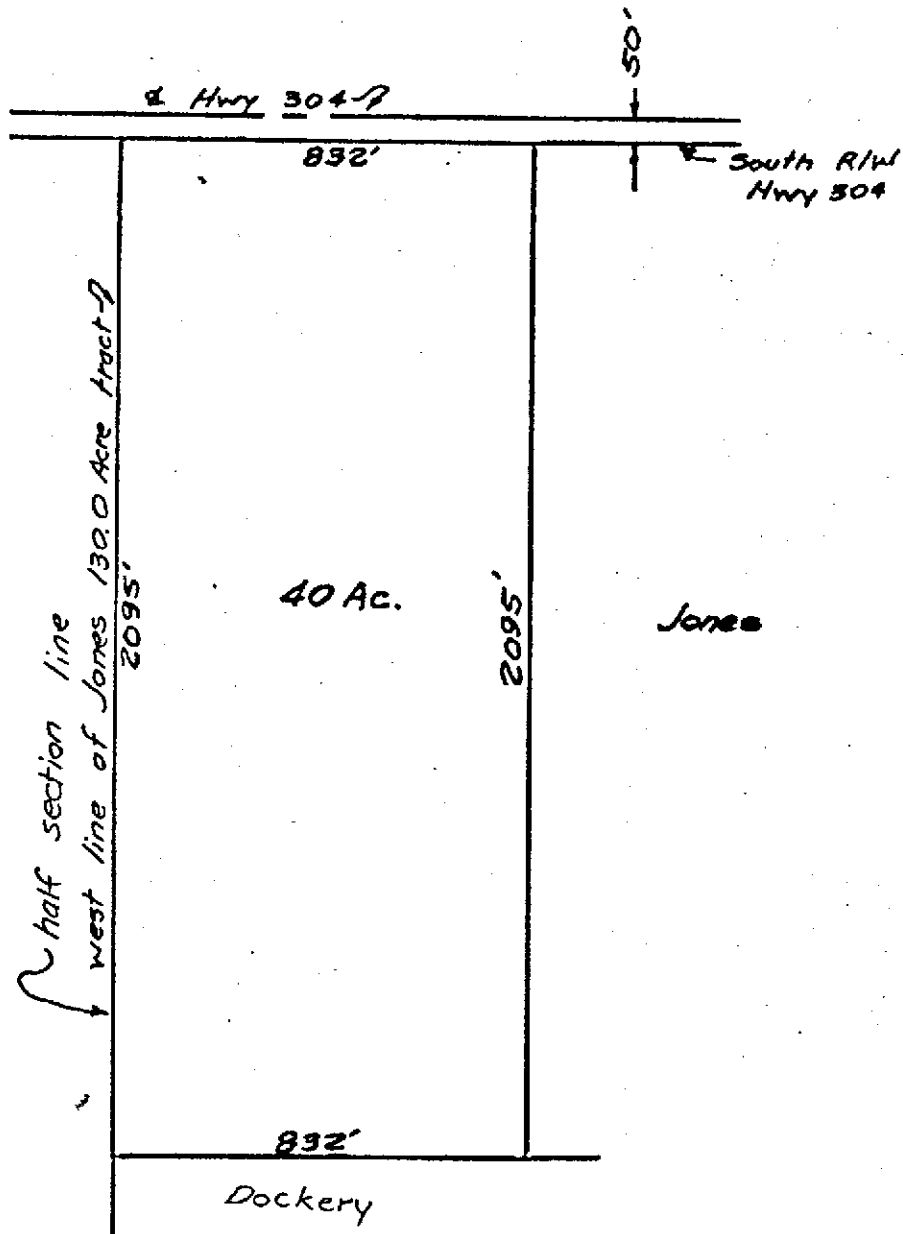 50'
℄ Hwy 304
832'
South R/W
Hwy 304
half section line
west line of Jones 130.0 Acre tract
2095'
40 Ac.
2095'
Jones
832'
Dockery